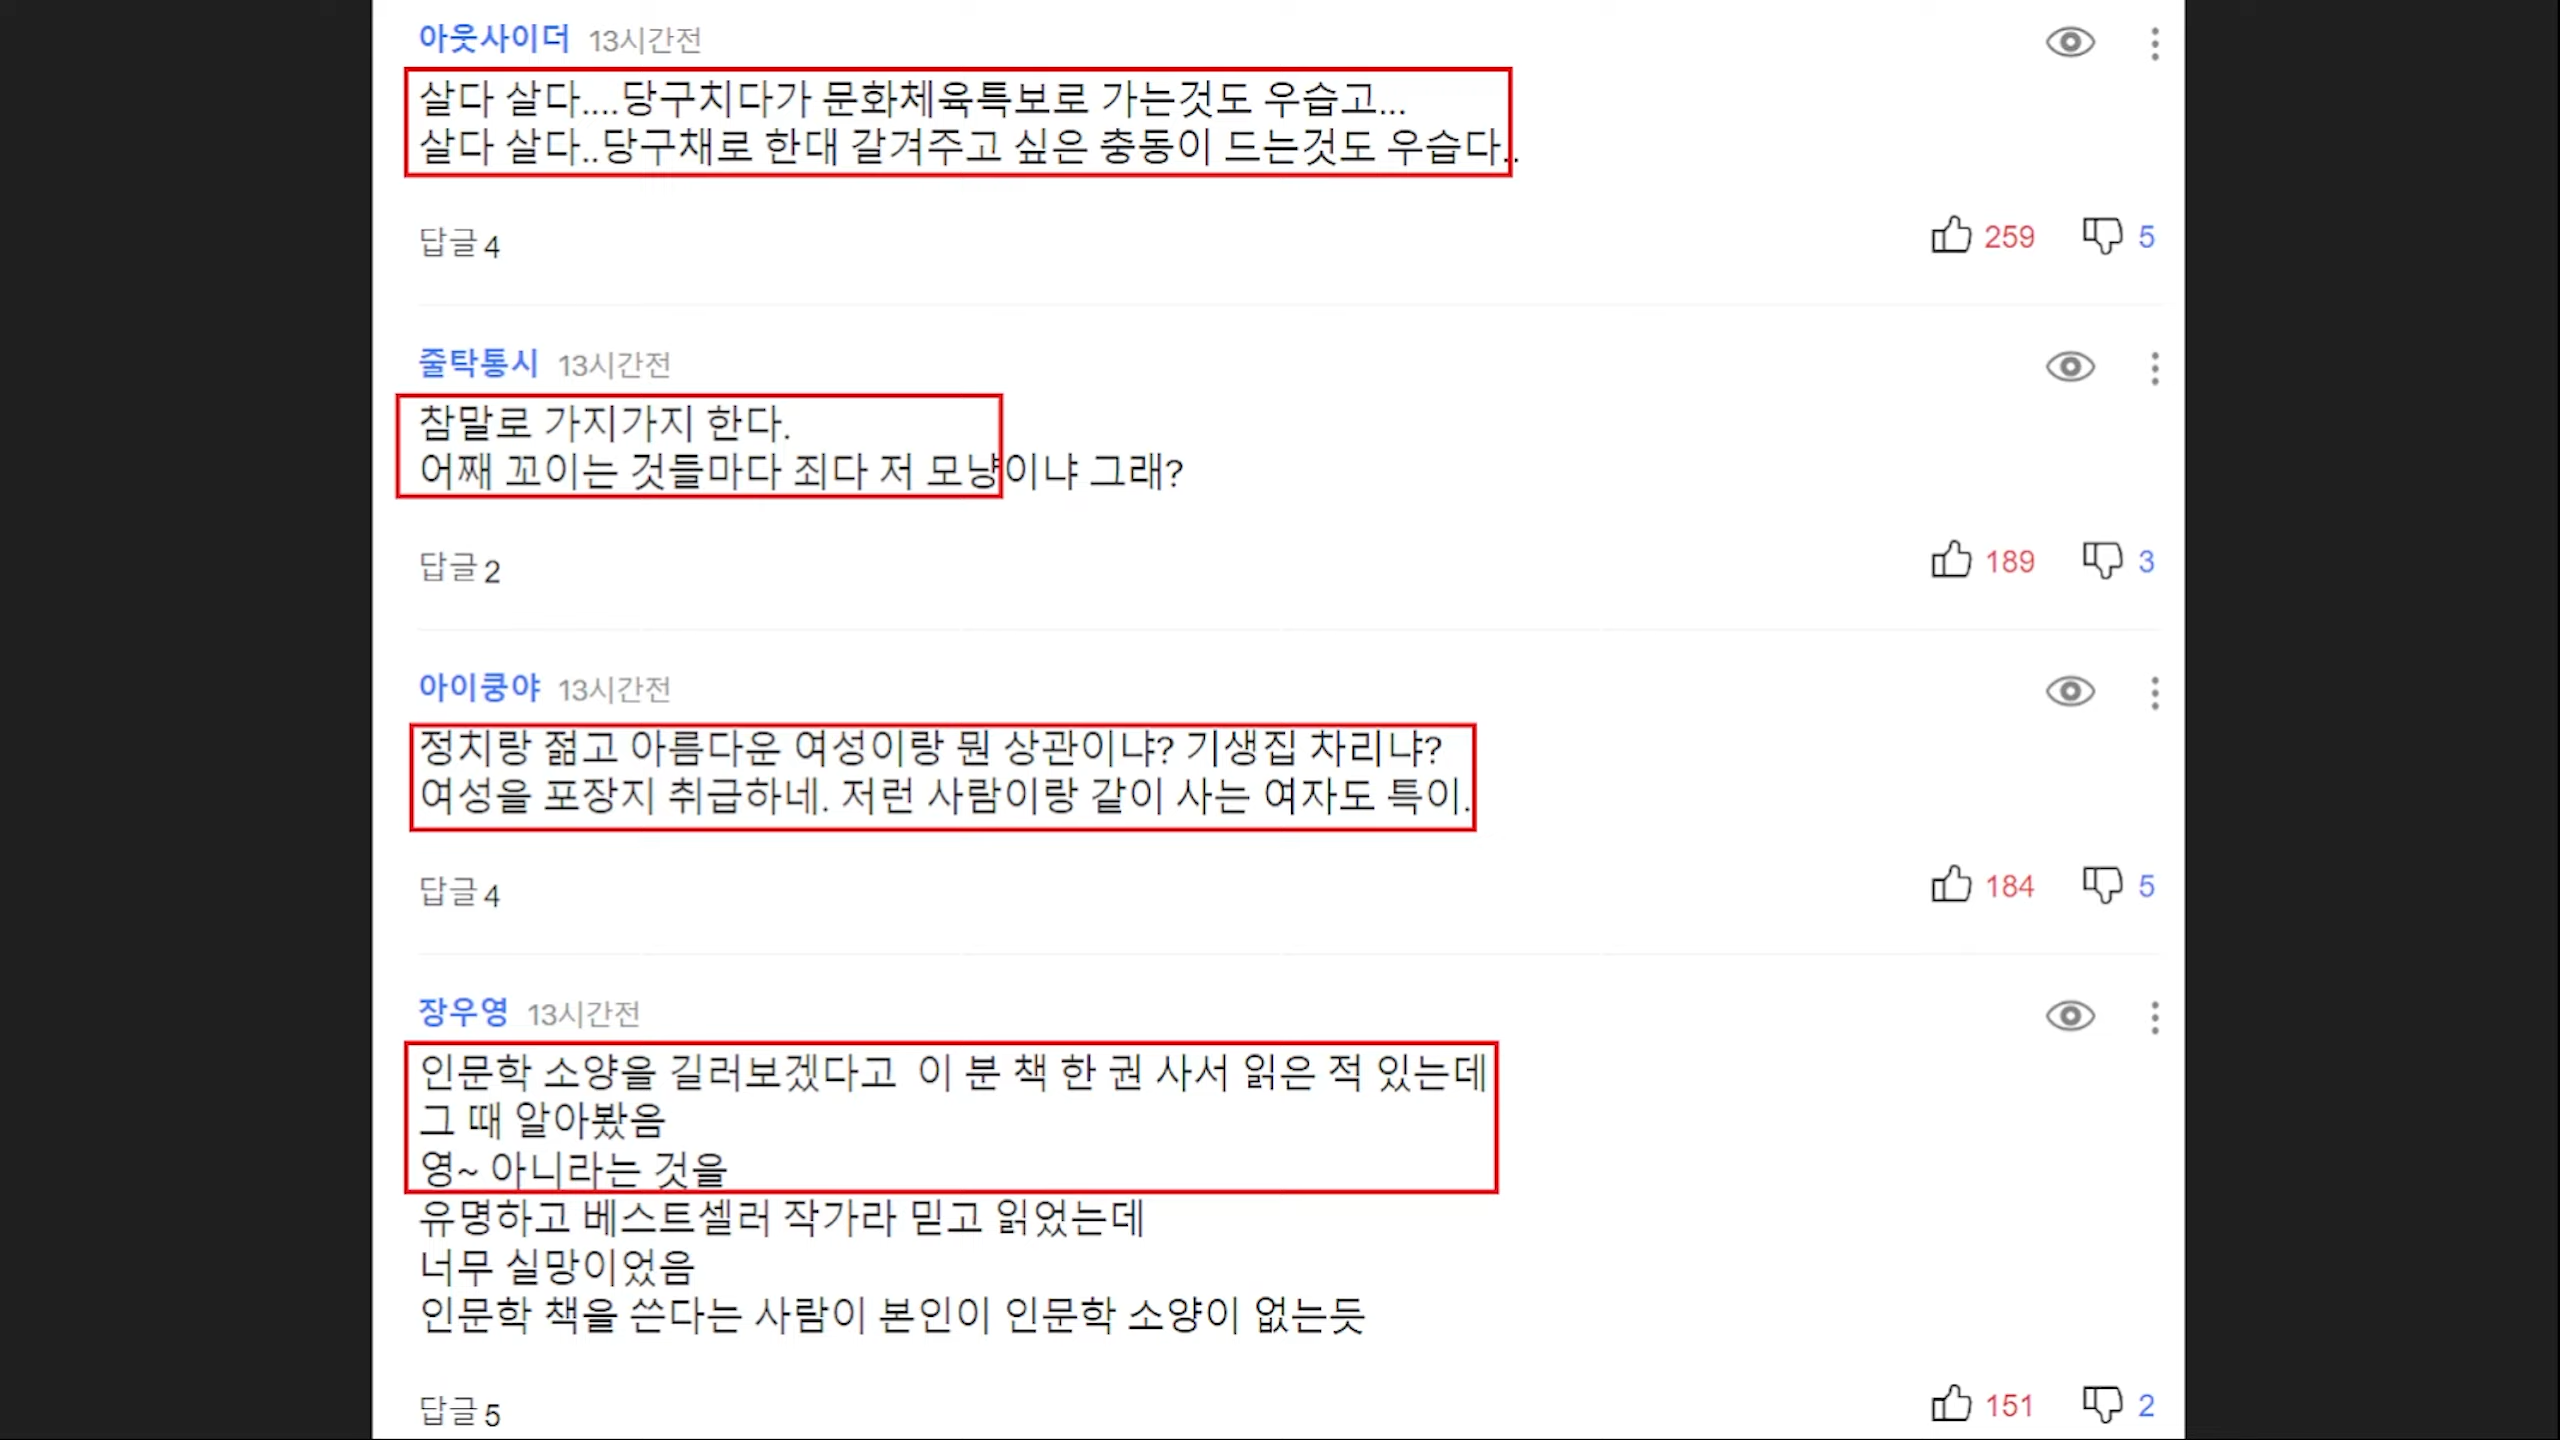 아웃사이더 13시간전
살다 살다....당구치다가 문화체육특보로 가는것도 우습고...
살다 살다..당구채로 한대 갈겨주고 싶은 충동이 드는것도 우습다..
답글 4 259 5
줄탁통시 13시간전
참말로 가지가지 한다.
어째 꼬이는 것들마다 죄다 저 모냥이냐 그래?
답글 2 189 3
아이쿵야 13시간전
정치랑 젊고 아름다운 여성이랑 뭔 상관이냐? 기생집 차리냐?
여성을 포장지 취급하네. 저런 사람이랑 같이 사는 여자도 특이.
답글 4 184 5
장우영 13시간전
인문학 소양을 길러보겠다고 이 분 책 한 권 사서 읽은 적 있는데
그 때 알아봤음
영~ 아니라는 것을
유명하고 베스트셀러 작가라 믿고 읽었는데
너무 실망이었음
인문학 책을 쓴다는 사람이 본인이 인문학 소양이 없는듯
답글 5 151 2